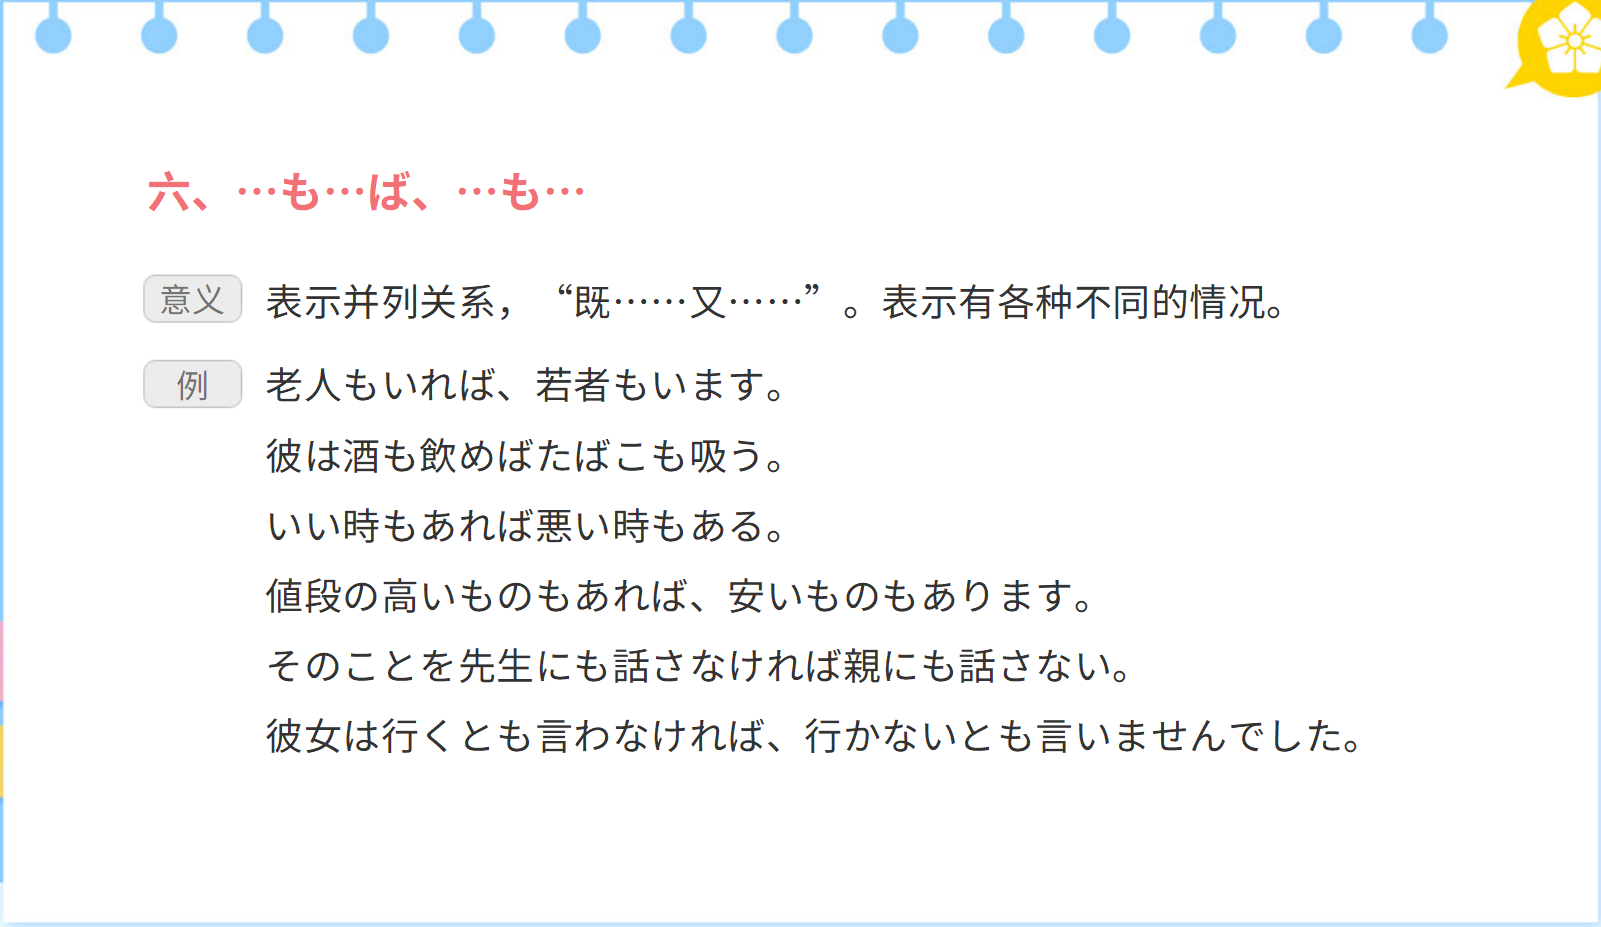 六、…も…ば、…も…
意义 表示并列关系，“既……又……”。表示有各种不同的情况。
例 老人もいれば、若者もいます。
彼は酒も飲めばたばこも吸う。
いい時もあれば悪い時もある。
値段の高いものもあれば、安いものもあります。
そのことを先生にも話さなければ親にも話さない。
彼女は行くとも言わなければ、行かないとも言いませんでした。